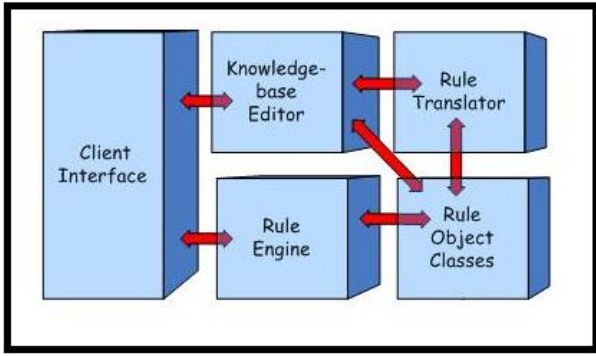 Client
Interface
Knowledge-
base
Editor
Rule
Translator
Rule
Engine
Rule
Object
Classes